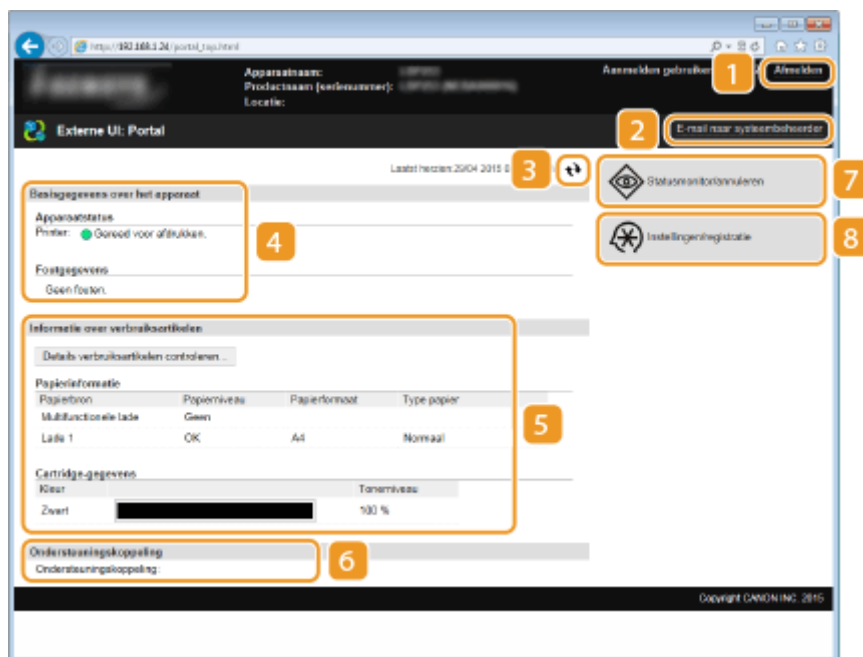 http://192.168.1.24/portal_top.html
Apparaatnaam:
Productnaam (serienummer):
Locatie:
Aanmelden gebruiker
1
Afmelden
Externe UI: Portal
2
E-mail naar systeembeheerder
Laatst herzien: 29/04 2015
3
Basisgegevens over het apparaat
Apparaatstatus
Printer: Gereed voor afdrukken.
4
Foutgegevens
Geen fouten.
Statusmonitor/annuleren
7
Instellingen/registratie
8
Informatie over verbruiksartikelen
Details verbruiksartikelen controleren...
Papierinformatie
Papierbron Papierniveau Papierformaat Type papier
Multifunctionele lade Geen
5
Lade 1 OK A4 Normaal
Cartridge-gegevens
Kleur Tonerniveau
Zwart 100 %
Ondersteuningskoppeling
6
Ondersteuningskoppeling:
Copyright CANON INC. 2015